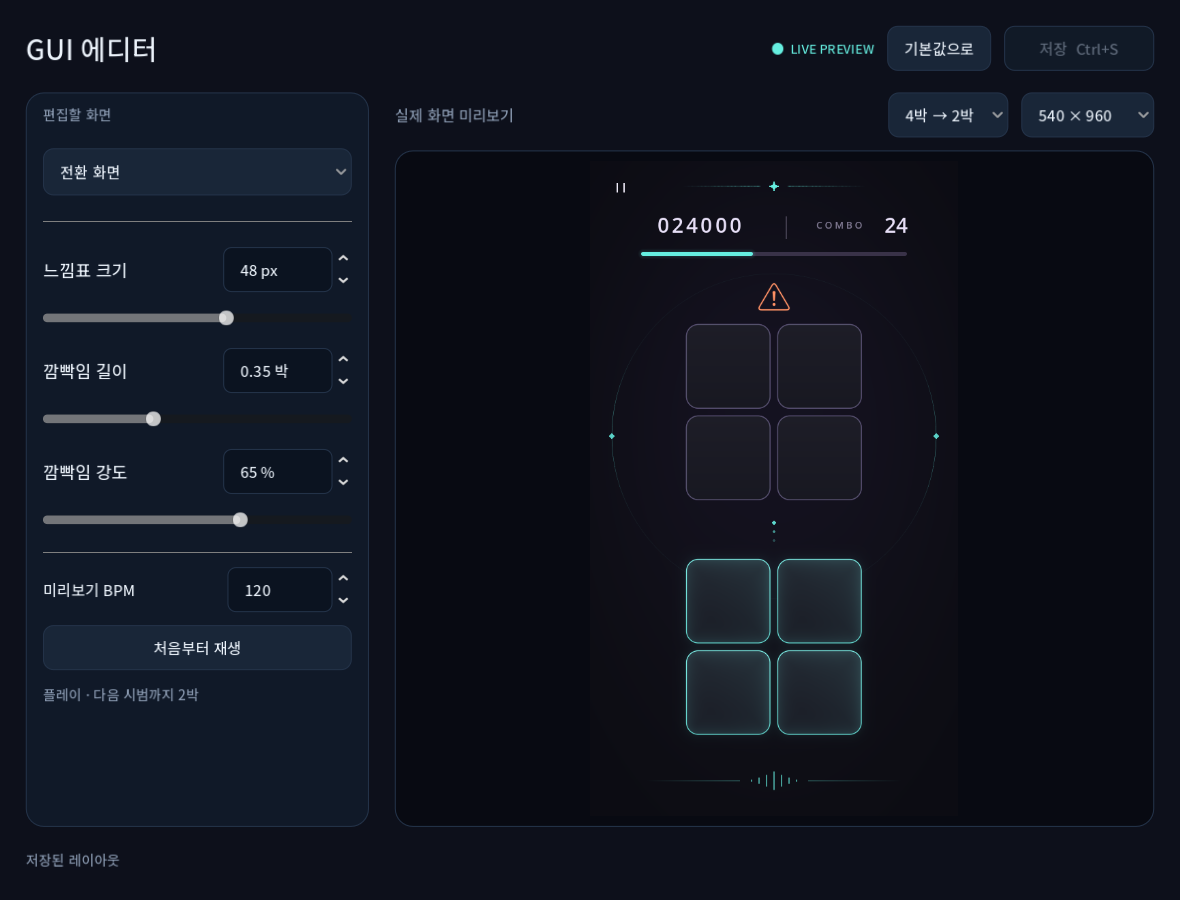 GUI 에디터
LIVE PREVIEW
기본값으로
저장 Ctrl+S
편집할 화면
전환 화면
느낌표 크기
48 px
깜빡임 길이
0.35 박
깜빡임 강도
65 %
미리보기 BPM
120
처음부터 재생
플레이 · 다음 시범까지 2박
실제 화면 미리보기
4박 → 2박
540 × 960
024000
COMBO
24
저장된 레이아웃